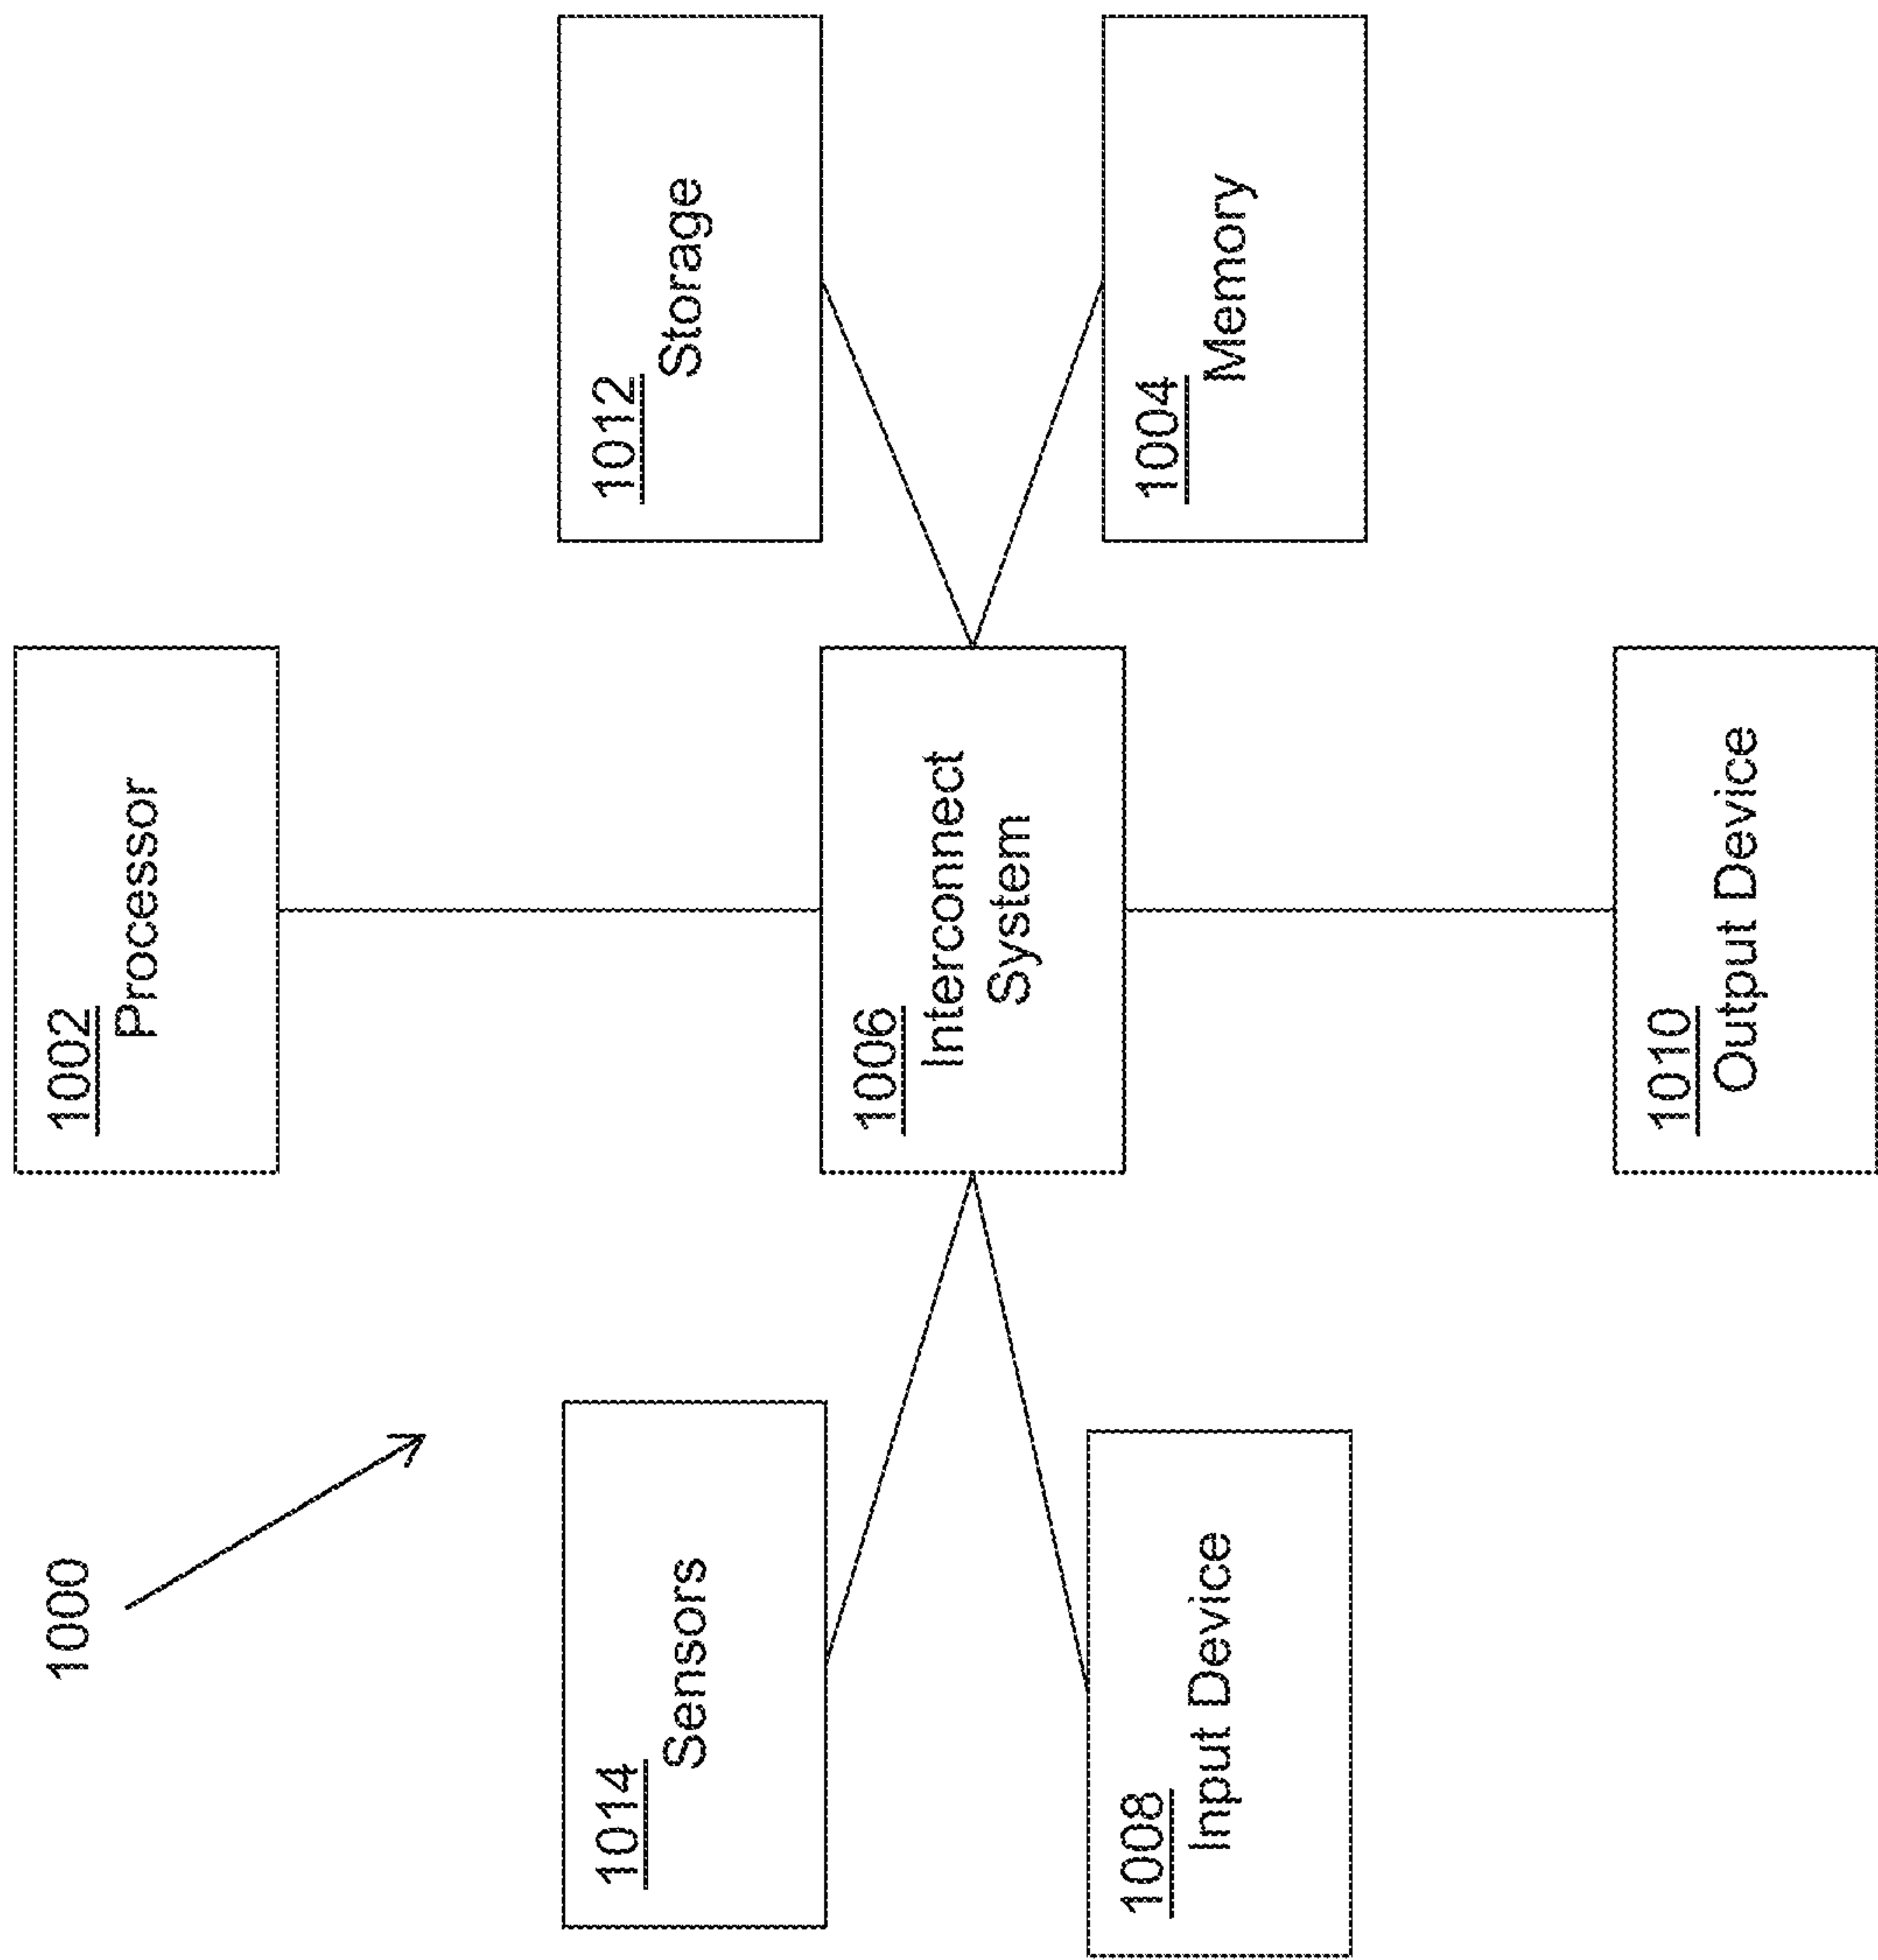 1000
1002
Processor
1014
Sensors
1012
Storage
1006
Interconnect
System
1008
Input Device
1004
Memory
1010
Output Device